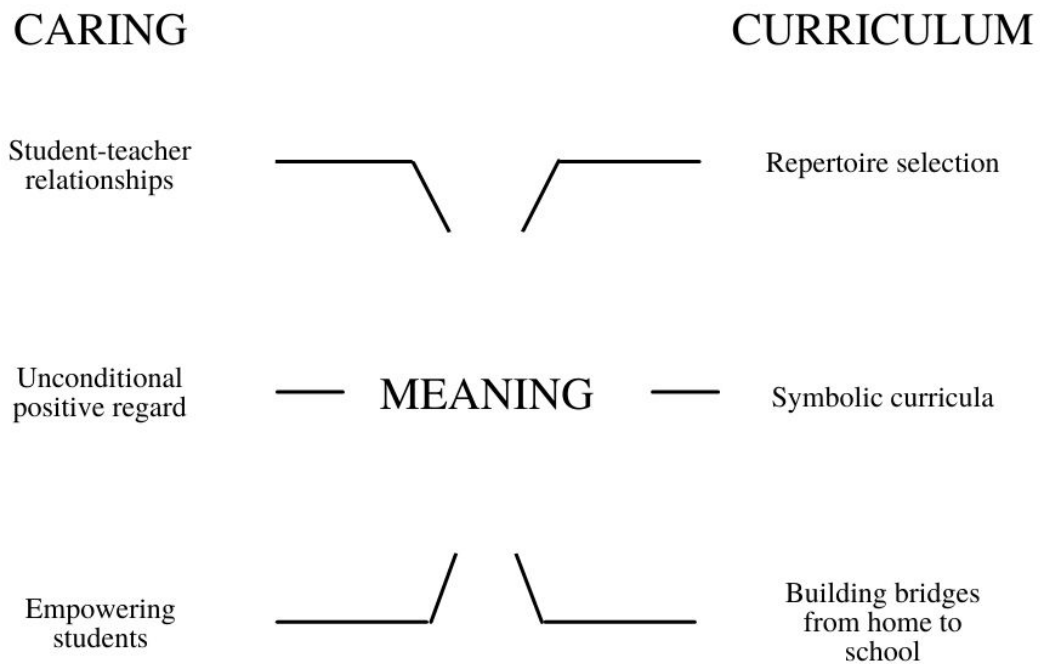 CARING
CURRICULUM
Student-teacher
relationships
Repertoire selection
Unconditional
positive regard
MEANING
Symbolic curricula
Empowering
students
Building bridges
from home to
school